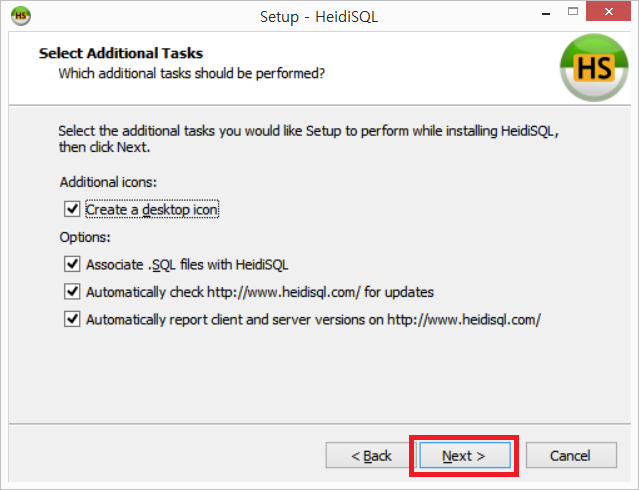 HS Setup - HeidiSQL
Select Additional Tasks
Which additional tasks should be performed?
HS
Select the additional tasks you would like Setup to perform while installing HeidiSQL,
then click Next.
Additional icons:
Create a desktop icon
Options:
Associate .SQL files with HeidiSQL
Automatically check http://www.heidisql.com/ for updates
Automatically report client and server versions on http://www.heidisql.com/
< Back Next > Cancel